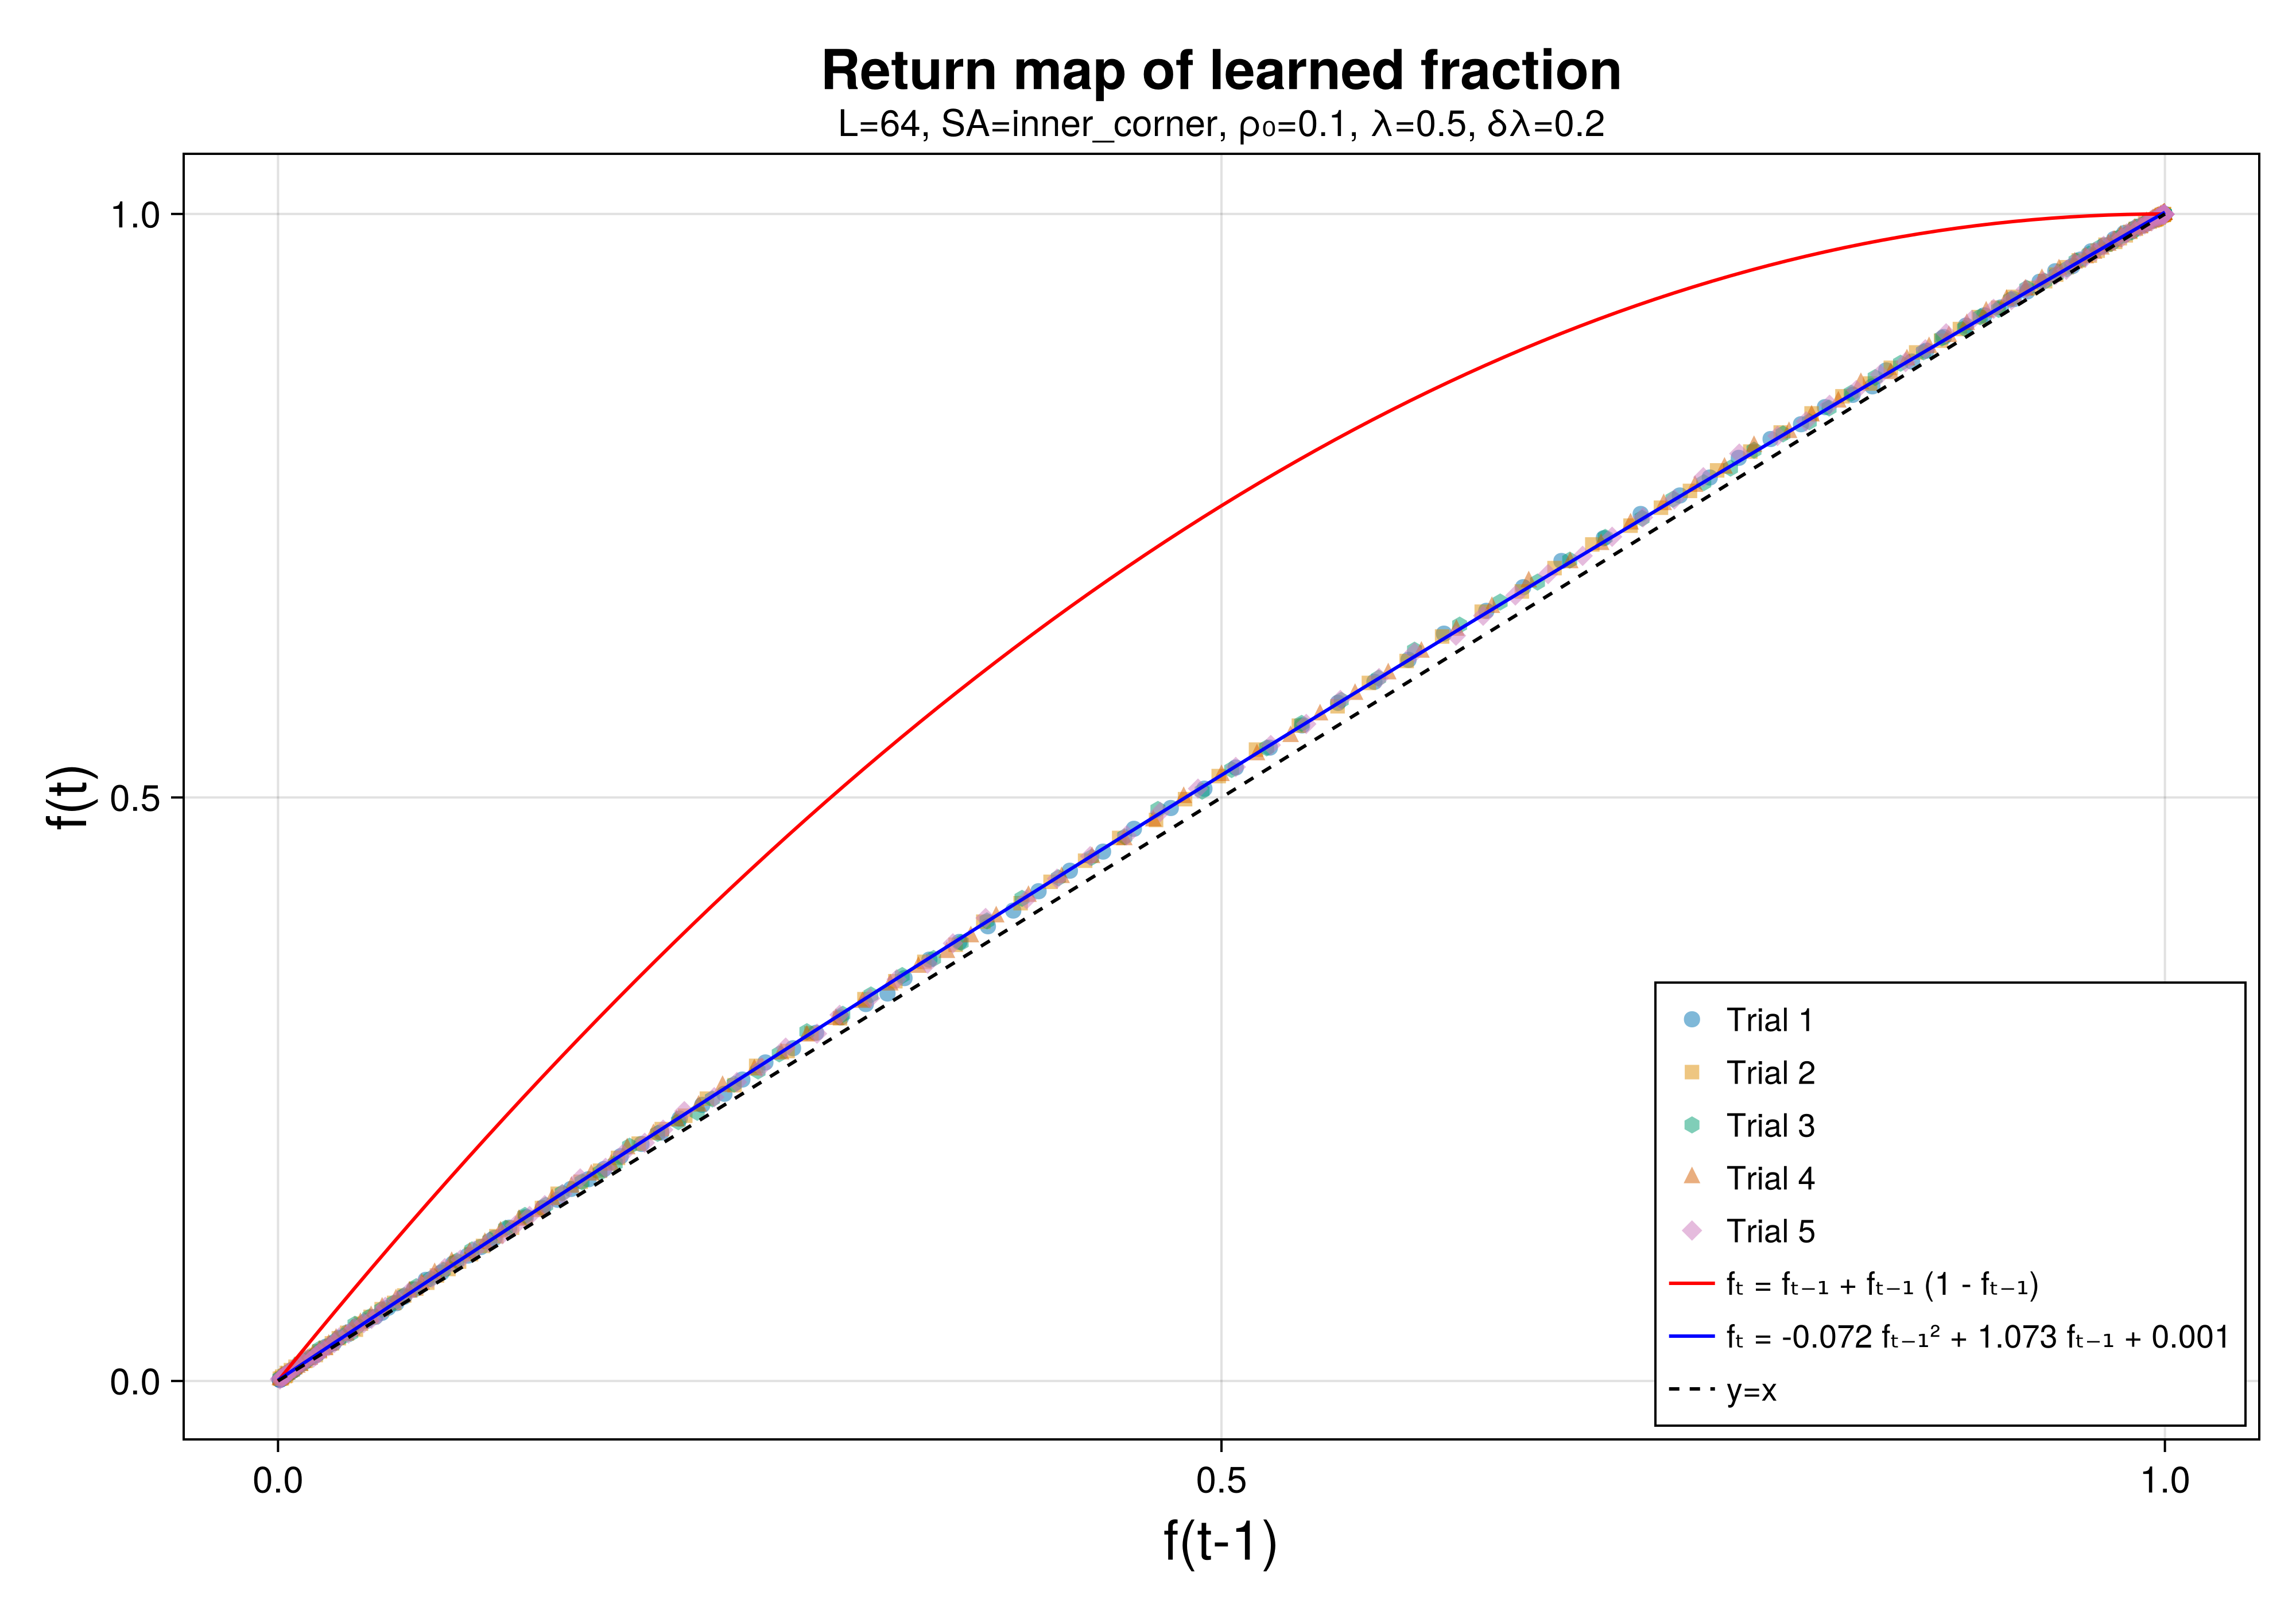 Return map of learned fraction
L=64, SA=inner_corner, ρ₀=0.1, λ=0.5, δλ=0.2
1.0
0.5
0.0
f(t)
0.0
0.5
1.0
f(t-1)
Trial 1
Trial 2
Trial 3
Trial 4
Trial 5
fₜ = fₜ₋₁ + fₜ₋₁ (1 - fₜ₋₁)
fₜ = -0.072 fₜ₋₁² + 1.073 fₜ₋₁ + 0.001
y=x